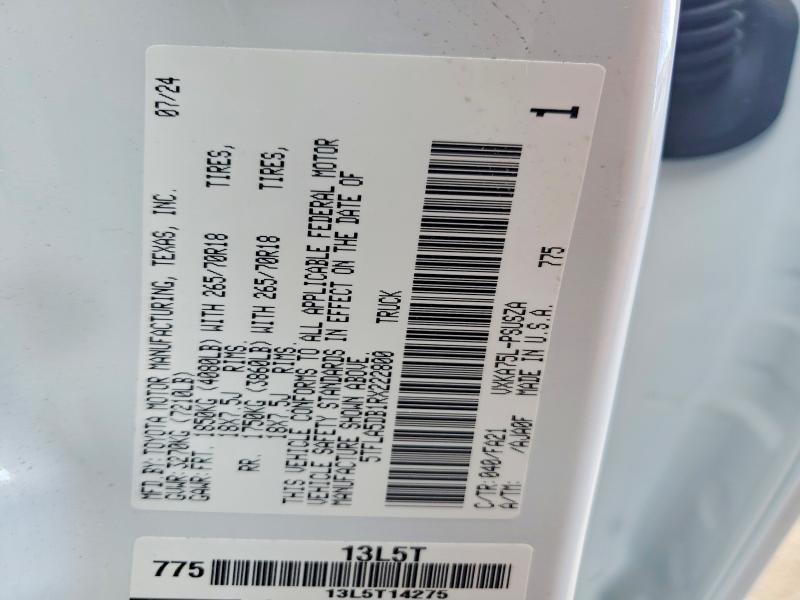 MFD.BY:TOYOTA MOTOR MANUFACTURING, TEXAS, INC. 07/24
GVWR:3270KG (7210LB)
GAWR:FRT. 1850KG (4080LB) WITH 265/70R18 TIRES,
18X7.5J RIMS.
RR. 1750KG (3860LB) WITH 265/70R18 TIRES,
18X7.5J RIMS.
THIS VEHICLE CONFORMS TO ALL APPLICABLE FEDERAL MOTOR
VEHICLE SAFETY STANDARDS IN EFFECT ON THE DATE OF
MANUFACTURE SHOWN ABOVE.
5TFLA5DB1RX222800 TRUCK
C/TR:040/FA21 VXKA75L-PSUSZA
A/TM: /AJA0F MADE IN U.S.A. 775
1
13L5T
775
13L5T14275